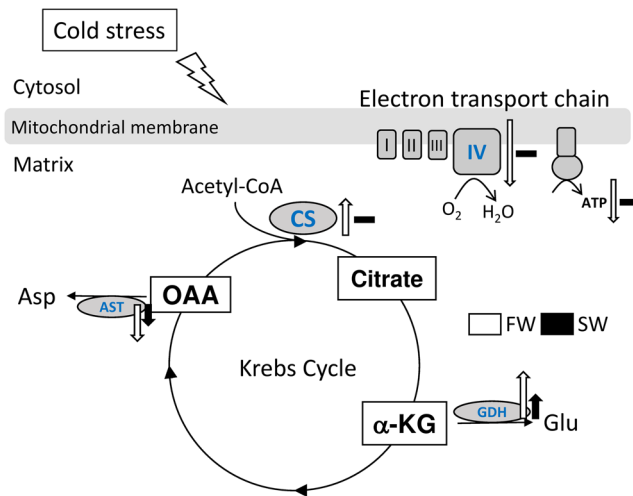 Cold stress
Cytosol
Electron transport chain
Mitochondrial membrane
I II III IV
Matrix
Acetyl-CoA
O₂ H₂O
ATP
CS
Citrate
Asp
AST
OAA
FW SW
Krebs Cycle
α-KG
GDH
Glu